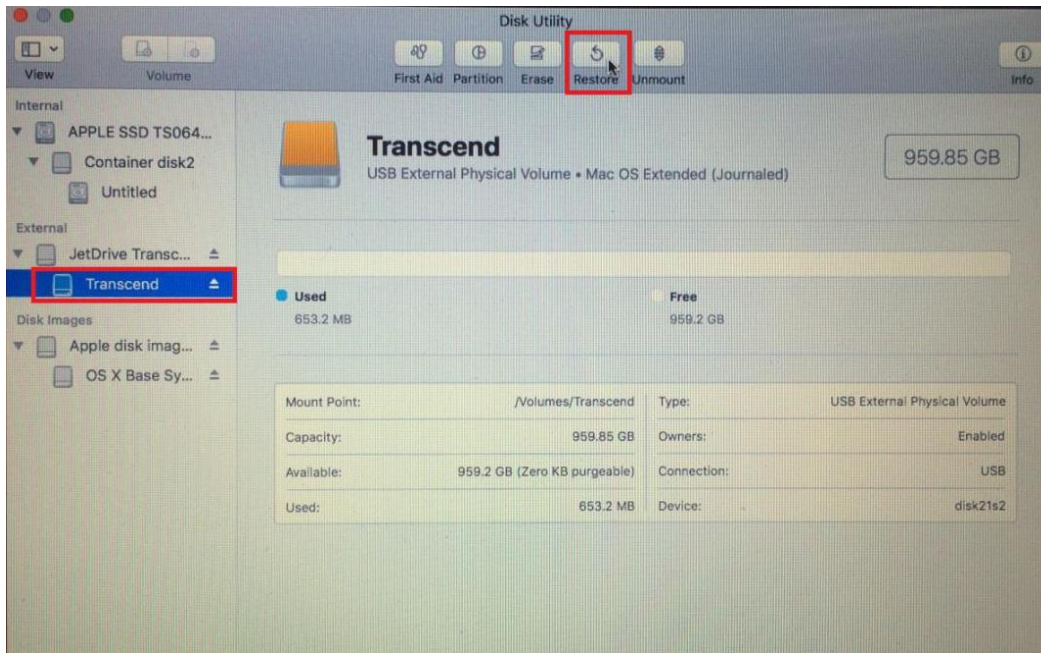 Disk Utility
View
Volume
First Aid Partition Erase Restore Unmount
Info
Internal
APPLE SSD TS064...
Container disk2
Untitled
External
JetDrive Transc...
Transcend
Disk Images
Apple disk imag...
OS X Base Sy...
Transcend
USB External Physical Volume • Mac OS Extended (Journaled)
959.85 GB
Used
653.2 MB
Free
959.2 GB
Mount Point: /Volumes/Transcend
Type: USB External Physical Volume
Capacity: 959.85 GB
Owners: Enabled
Available: 959.2 GB (Zero KB purgeable)
Connection: USB
Used: 653.2 MB
Device: disk21s2